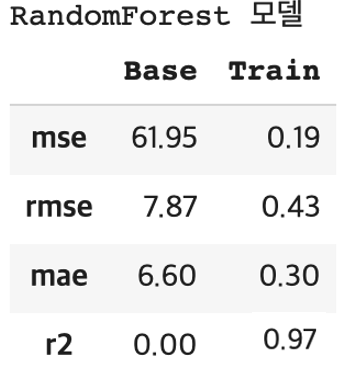 RandomForest 모델
Base Train
mse 61.95 0.19
rmse 7.87 0.43
mae 6.60 0.30
r2 0.00 0.97